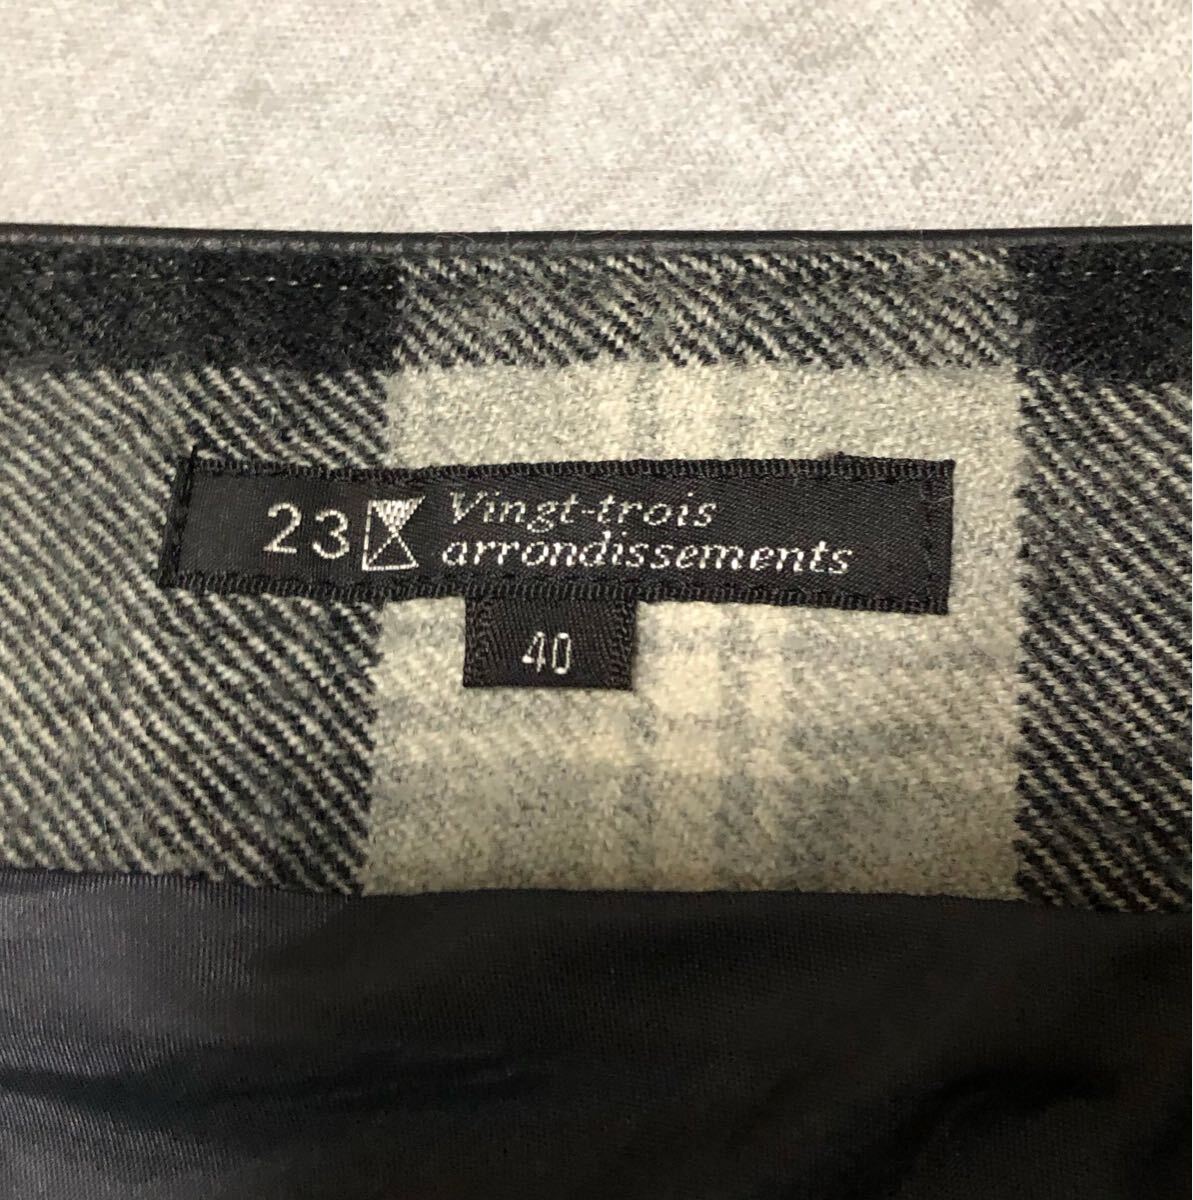 23 Vingt-trois
arrondissements
40